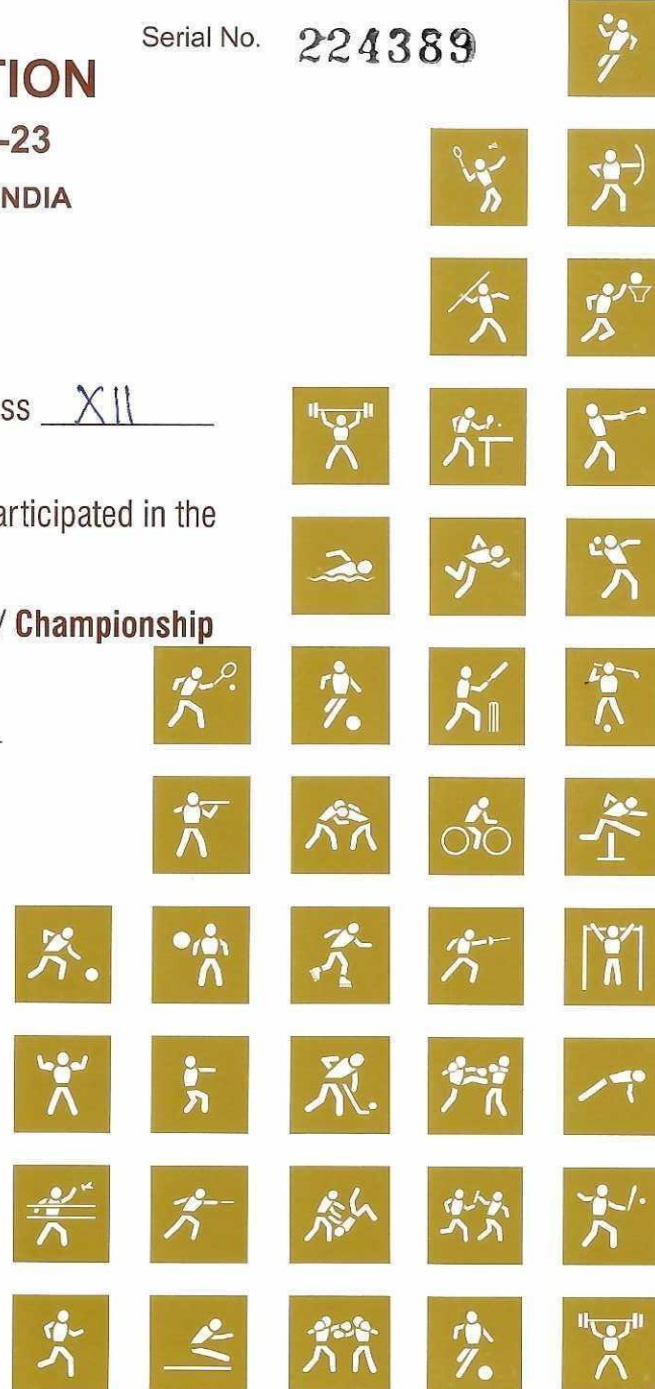 Serial No. 224389
TION
-23
NDIA
ss XII
articipated in the
/ Championship